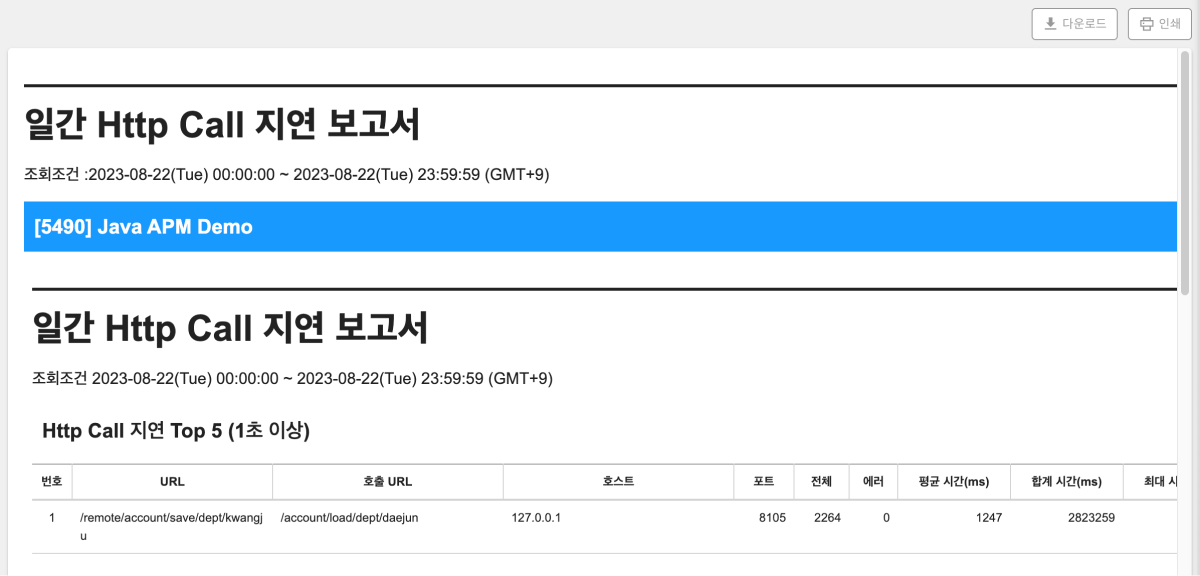 다운로드 인쇄
일간 Http Call 지연 보고서
조회조건 :2023-08-22(Tue) 00:00:00 ~ 2023-08-22(Tue) 23:59:59 (GMT+9)
[5490] Java APM Demo
일간 Http Call 지연 보고서
조회조건 2023-08-22(Tue) 00:00:00 ~ 2023-08-22(Tue) 23:59:59 (GMT+9)
Http Call 지연 Top 5 (1초 이상)
번호 URL 호출 URL 호스트 포트 전체 에러 평균 시간(ms) 합계 시간(ms) 최대
1 /remote/account/save/dept/kwangj /account/load/dept/daejun 127.0.0.1 8105 2264 0 1247 2823259
u